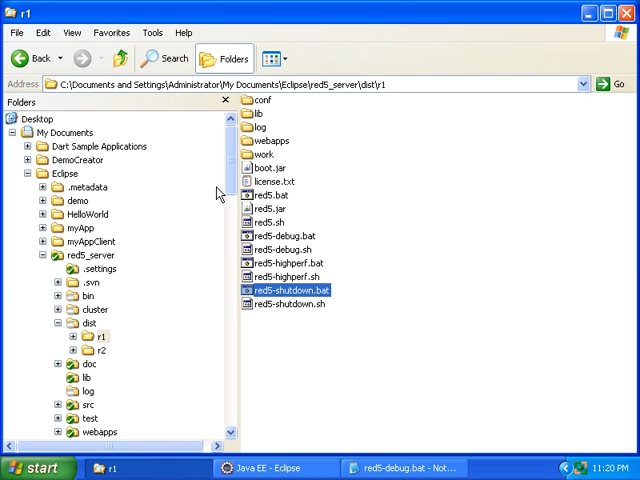 r1
File Edit View Favorites Tools Help
Back Search Folders
Address C:\Documents and Settings\Administrator\My Documents\Eclipse\red5_server\dist\r1 Go
Folders
Desktop
My Documents
Dart Sample Applications
DemoCreator
Eclipse
.metadata
demo
HelloWorld
myApp
myAppClient
red5_server
.settings
.svn
bin
cluster
dist
r1
r2
doc
lib
log
src
test
webapps
conf
lib
log
webapps
work
boot.jar
license.txt
red5.bat
red5.jar
red5.sh
red5-debug.bat
red5-debug.sh
red5-highperf.bat
red5-highperf.sh
red5-shutdown.bat
red5-shutdown.sh
start r1 Java EE - Eclipse red5-debug.bat - Not... 11:20 PM